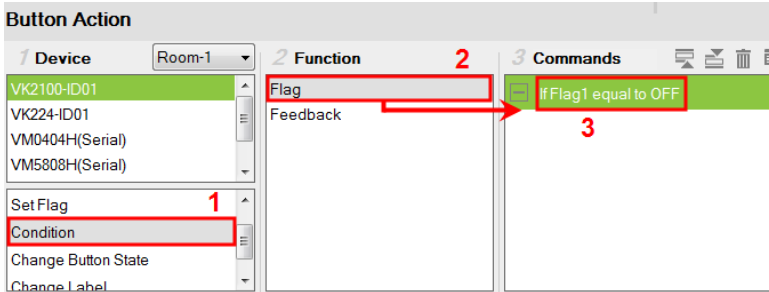 Button Action
1 Device Room-1
2 Function 2
3 Commands
VK2100-ID01
VK224-ID01
VM0404H(Serial)
VM5808H(Serial)
Set Flag 1
Condition
Change Button State
Change Label
Flag
Feedback
If Flag1 equal to OFF
3